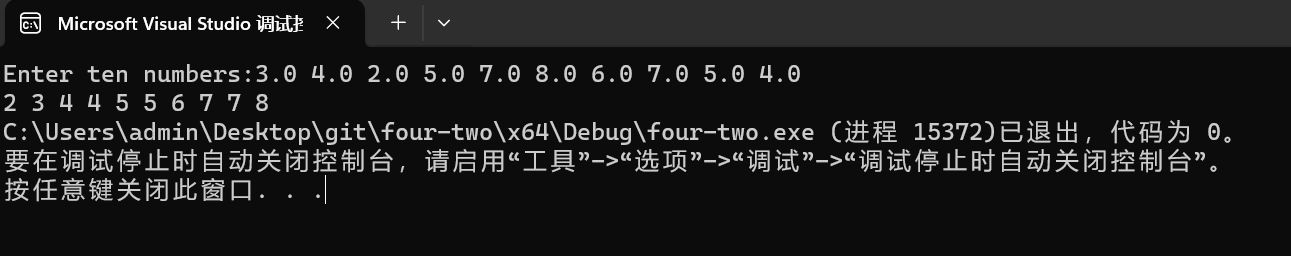 Microsoft Visual Studio 调试控
Enter ten numbers:3.0 4.0 2.0 5.0 7.0 8.0 6.0 7.0 5.0 4.0
2 3 4 4 5 5 6 7 7 8
C:\Users\admin\Desktop\git\four-two\x64\Debug\four-two.exe (进程 15372)已退出，代码为 0。
要在调试停止时自动关闭控制台，请启用“工具”->“选项”->“调试”->“调试停止时自动关闭控制台”。
按任意键关闭此窗口. . .